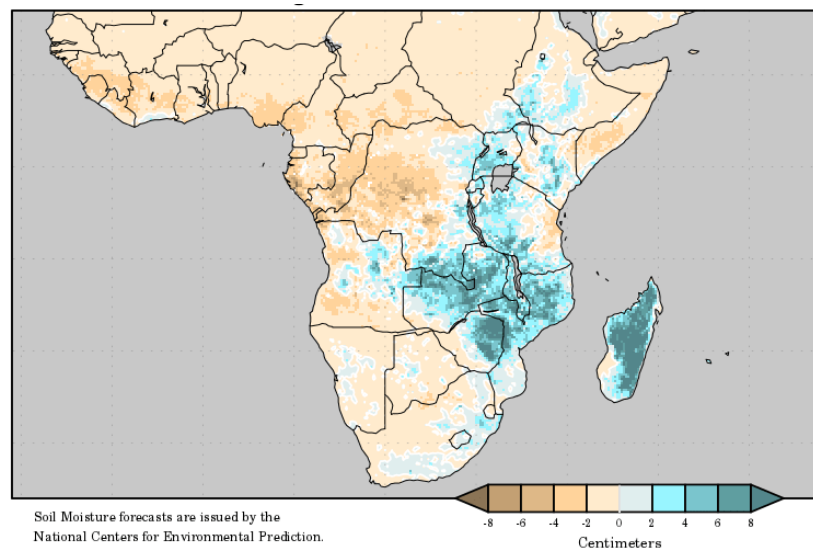 -8 -6 -4 -2 0 2 4 6 8
Centimeters
Soil Moisture forecasts are issued by the
National Centers for Environmental Prediction.